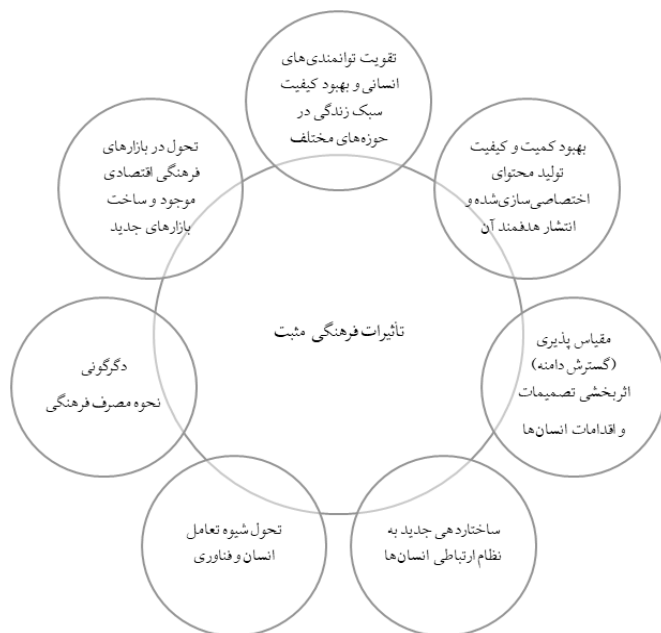 تقویت توانمندی‌های
انسانی و بهبود کیفیت
سبک زندگی در
حوزه‌های مختلف
بهبود کمیت و کیفیت
تولید محتوای
اختصاصی‌سازی‌شده و
انتشار هدفمند آن
مقیاس پذیری
(گسترش دامنه)
اثربخشی تصمیمات
و اقدامات انسان‌ها
ساختاردهی جدید به
نظام ارتباطی انسان‌ها
تحول شیوه تعامل
انسان و فناوری
دگرگونی
نحوه مصرف فرهنگی
تحول در بازارهای
فرهنگی اقتصادی
موجود و ساخت
بازارهای جدید
تأثیرات فرهنگی مثبت